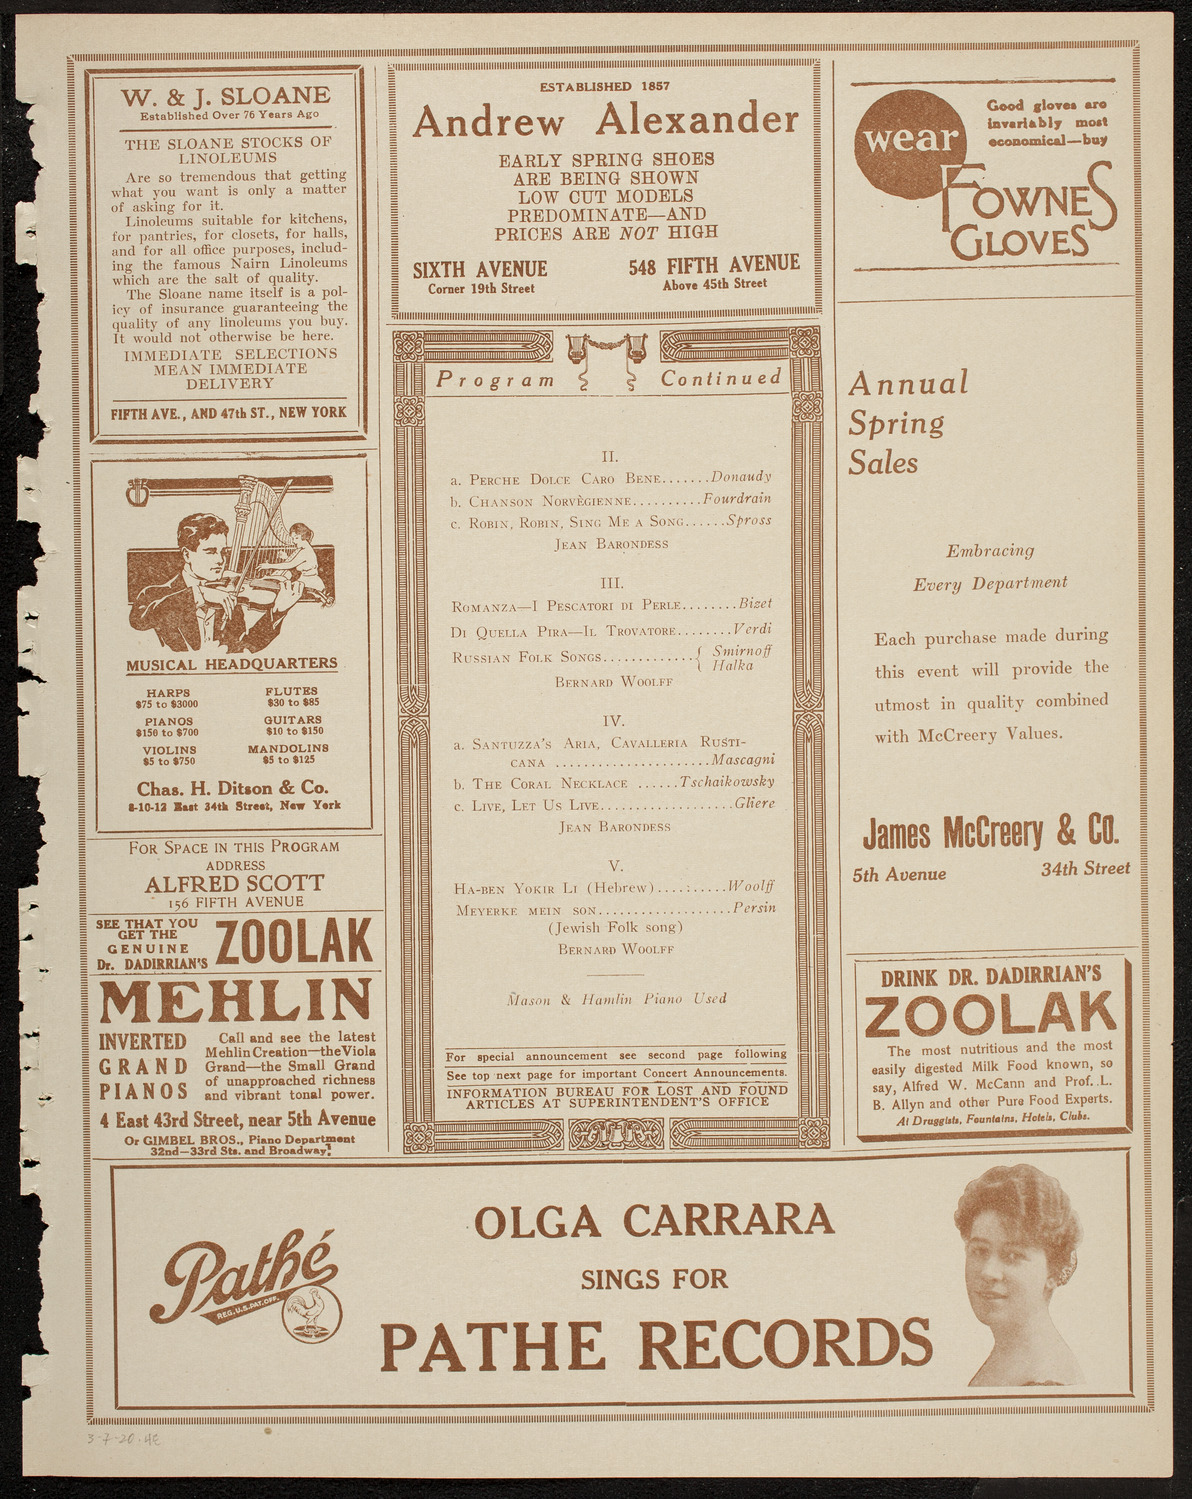 W. & J. SLOANE
Established Over 76 Years Ago
THE SLOANE STOCKS OF
LINOLEUMS
Are so tremendous that getting
what you want is only a matter
of asking for it.
Linoleums suitable for kitchens,
for pantries, for closets, for halls,
and for all office purposes, includ-
ing the famous Nairn Linoleums
which are the salt of quality.
The Sloane name itself is a pol-
icy of insurance guaranteeing the
quality of any linoleums you buy.
It would not otherwise be here.
IMMEDIATE SELECTIONS
MEAN IMMEDIATE
DELIVERY
FIFTH AVE., AND 47th ST., NEW YORK
MUSICAL HEADQUARTERS
HARPS
$75 to $3000
FLUTES
$30 to $85
PIANOS
$150 to $700
GUITARS
$10 to $150
VIOLINS
$5 to $750
MANDOLINS
$5 to $125
Chas. H. Ditson & Co.
8-10-12 East 34th Street, New York
FOR SPACE IN THIS PROGRAM
ADDRESS
ALFRED SCOTT
156 FIFTH AVENUE
SEE THAT YOU
GET THE
GENUINE
Dr. DADIRRIAN'S
ZOOLAK
MEHLIN
INVERTED
GRAND
PIANOS
Call and see the latest
Mehlin Creation—the Viola
Grand—the Small Grand
of unapproached richness
and vibrant tonal power.
4 East 43rd Street, near 5th Avenue
Or GIMBEL BROS., Piano Department
32nd—33rd Sts. and Broadway
ESTABLISHED 1857
Andrew Alexander
EARLY SPRING SHOES
ARE BEING SHOWN
LOW CUT MODELS
PREDOMINATE—AND
PRICES ARE NOT HIGH
SIXTH AVENUE
Corner 19th Street
548 FIFTH AVENUE
Above 45th Street
Program Continued
II.
a. PERCHE DOLCE CARO BENE.......Donaudy
b. CHANSON NORVÈGIENNE..........Fourdrain
c. ROBIN, ROBIN, SING ME A SONG......Spross
JEAN BARONDESS
III.
ROMANZA—I PESCATORI DI PERLE........Bizet
DI QUELLA PIRA—IL TROVATORE........Verdi
RUSSIAN FOLK SONGS.............{ Smirnoff
Halka
BERNARD WOOLFF
IV.
a. SANTUZZA'S ARIA, CAVALLERIA RUSTI-
CANA ......................Mascagni
b. THE CORAL NECKLACE ......Tschaikowsky
c. LIVE, LET US LIVE...................Gliere
JEAN BARONDESS
V.
HA-BEN YOKIR LI (Hebrew)..........Woolff
MEYERKE MEIN SON...................Persin
(Jewish Folk song)
BERNARD WOOLFF
Mason & Hamlin Piano Used
For special announcement see second page following
See top next page for important Concert Announcements.
INFORMATION BUREAU FOR LOST AND FOUND
ARTICLES AT SUPERINTENDENT'S OFFICE
wear
Good gloves are
invariably most
economical—buy
FOWNES
GLOVES
Annual
Spring
Sales
Embracing
Every Department
Each purchase made during
this event will provide the
utmost in quality combined
with McCreery Values.
James McCreery & Co.
5th Avenue 34th Street
DRINK DR. DADIRRIAN'S
ZOOLAK
The most nutritious and the most
easily digested Milk Food known, so
say, Alfred W. McCann and Prof. L.
B. Allyn and other Pure Food Experts.
At Druggists, Fountains, Hotels, Clubs.
Pathé
REG. U.S. PAT. OFF.
OLGA CARRARA
SINGS FOR
PATHE RECORDS
3-7-20.4E